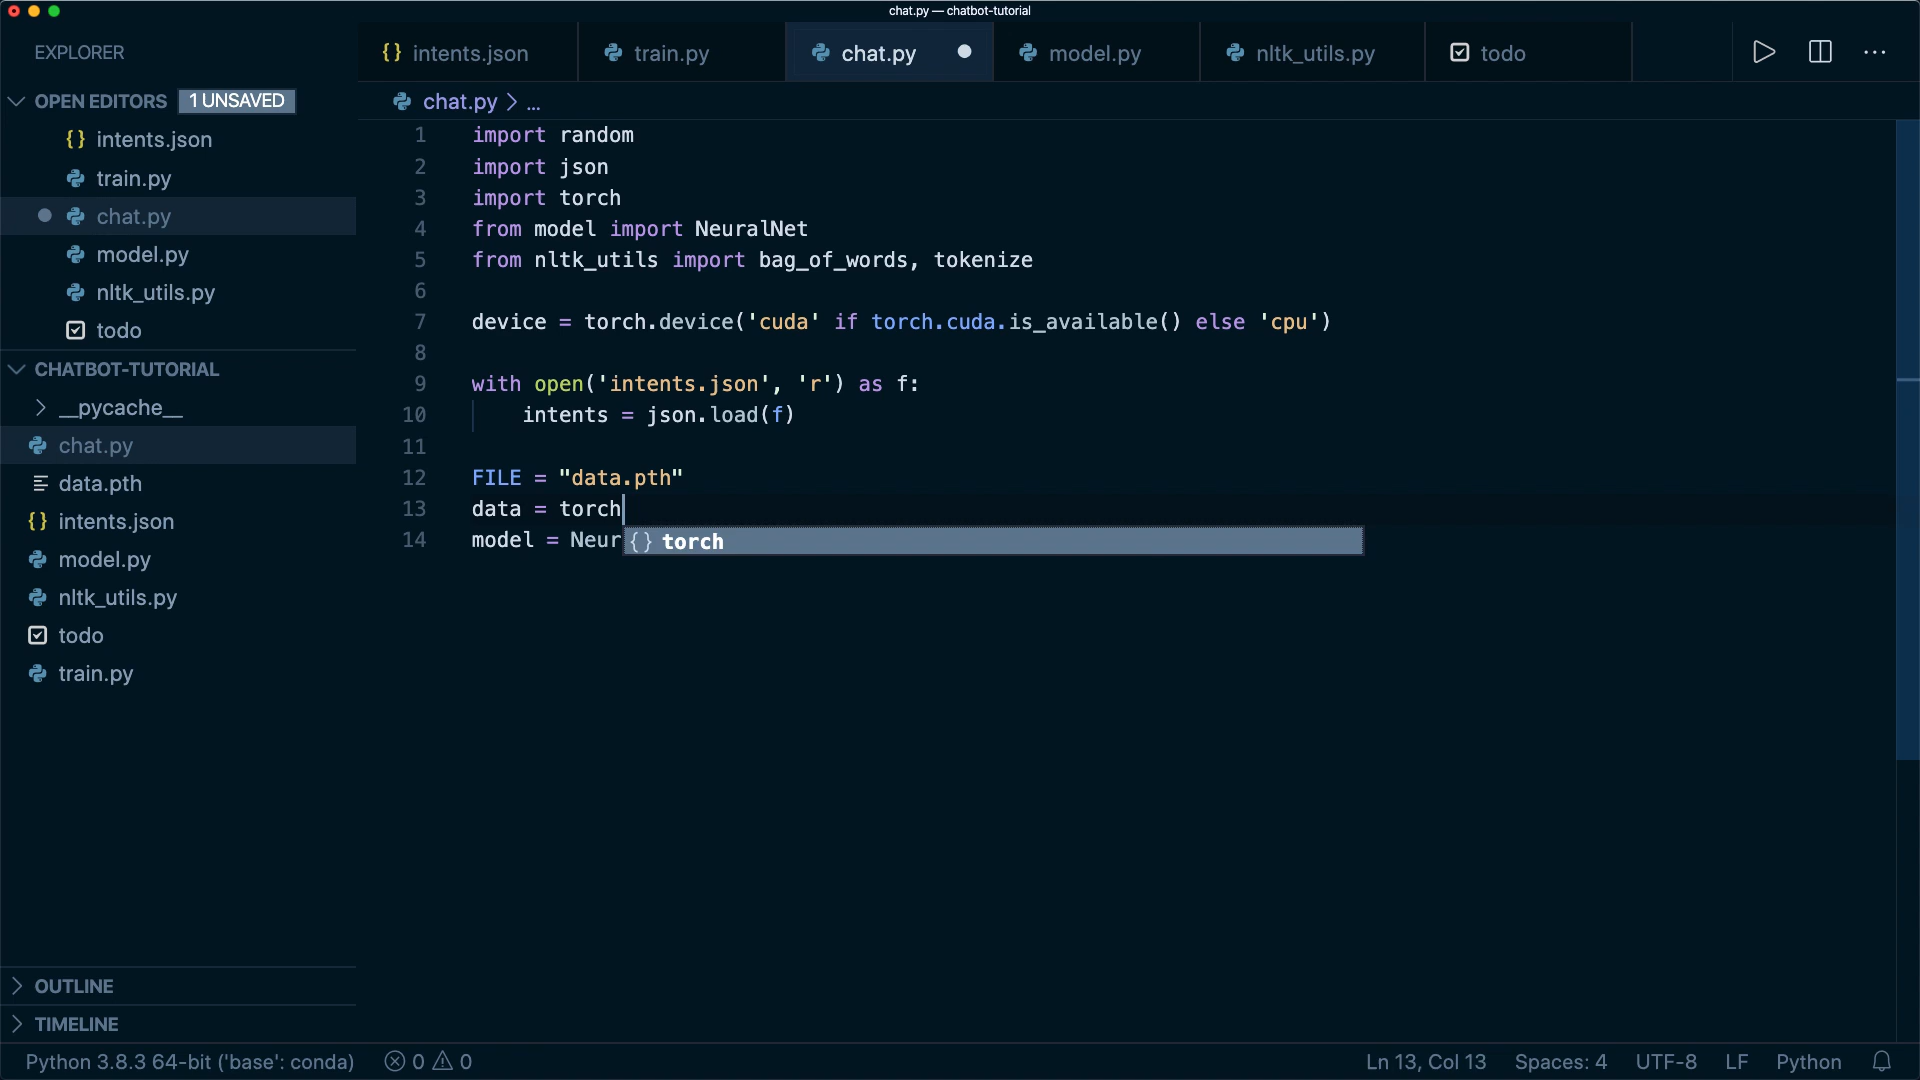 chat.py — chatbot-tutorial
EXPLORER
OPEN EDITORS 1 UNSAVED
{} intents.json
train.py
chat.py
model.py
nltk_utils.py
todo
CHATBOT-TUTORIAL
__pycache__
chat.py
data.pth
{} intents.json
model.py
nltk_utils.py
todo
train.py
OUTLINE
TIMELINE
{} intents.json train.py chat.py model.py nltk_utils.py todo ...
chat.py > ...
1 import random
2 import json
3 import torch
4 from model import NeuralNet
5 from nltk_utils import bag_of_words, tokenize
6
7 device = torch.device('cuda' if torch.cuda.is_available() else 'cpu')
8
9 with open('intents.json', 'r') as f:
10 intents = json.load(f)
11
12 FILE = "data.pth"
13 data = torch
14 model = Neur
{} torch
Python 3.8.3 64-bit ('base': conda) 0 0 Ln 13, Col 13 Spaces: 4 UTF-8 LF Python